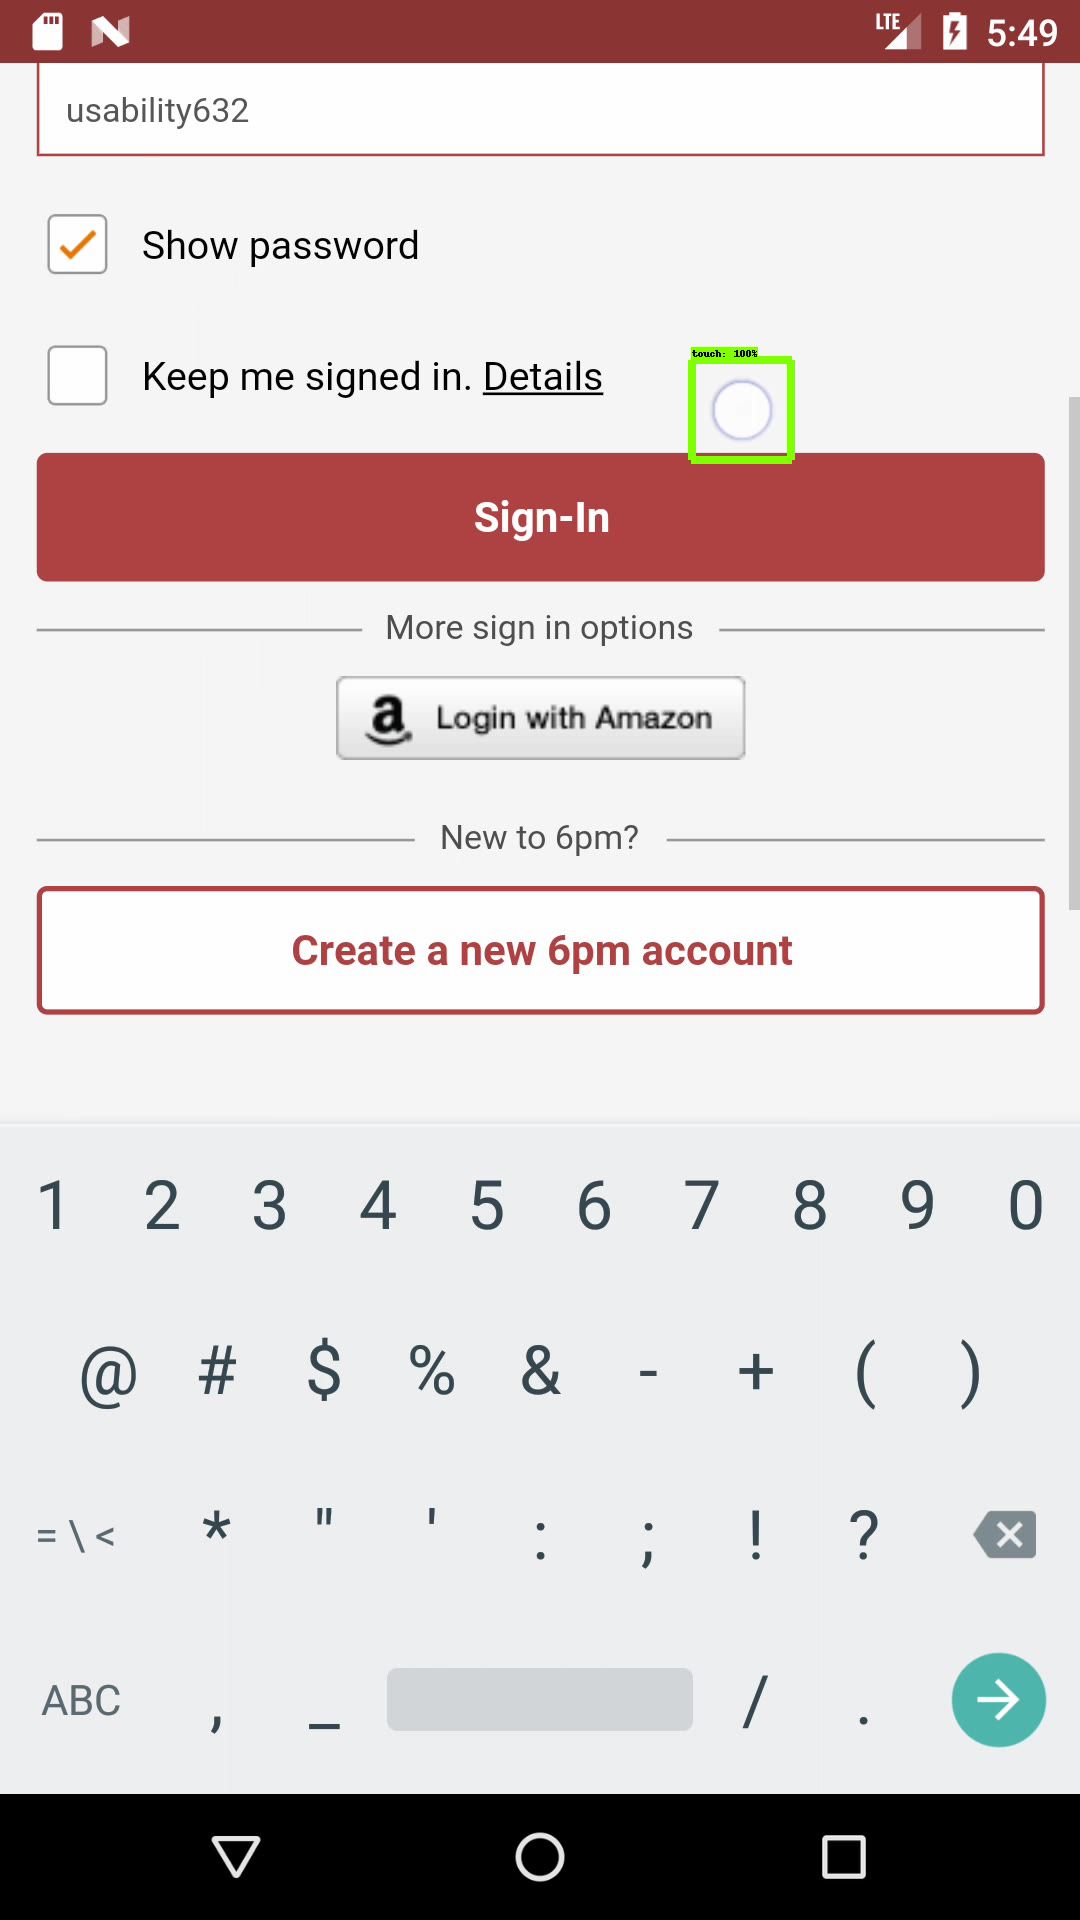 LTE 5:49
usability632
Show password
Keep me signed in. Details
touch: 100%
Sign-In
More sign in options
a Login with Amazon
New to 6pm?
Create a new 6pm account
1 2 3 4 5 6 7 8 9 0
@ # $ % & - + ( )
= \ < * " ' : ; ! ?
ABC , _ / .